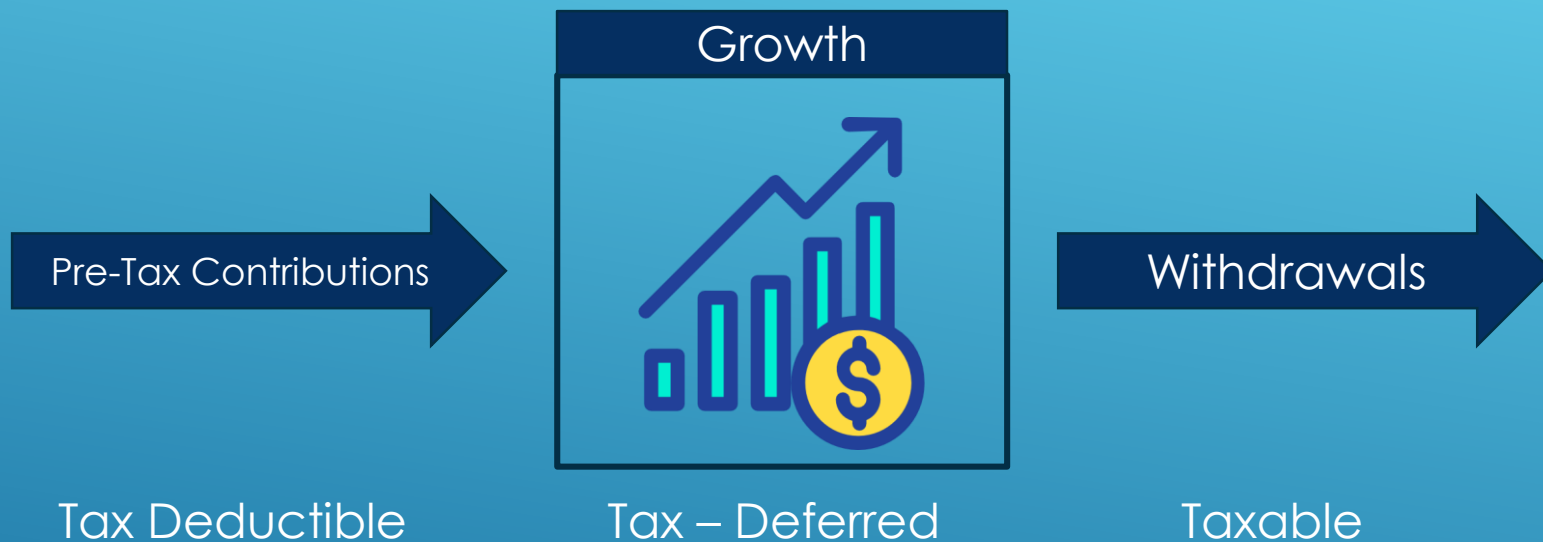 Growth
Pre-Tax Contributions
$
Withdrawals
Tax Deductible
Tax – Deferred
Taxable